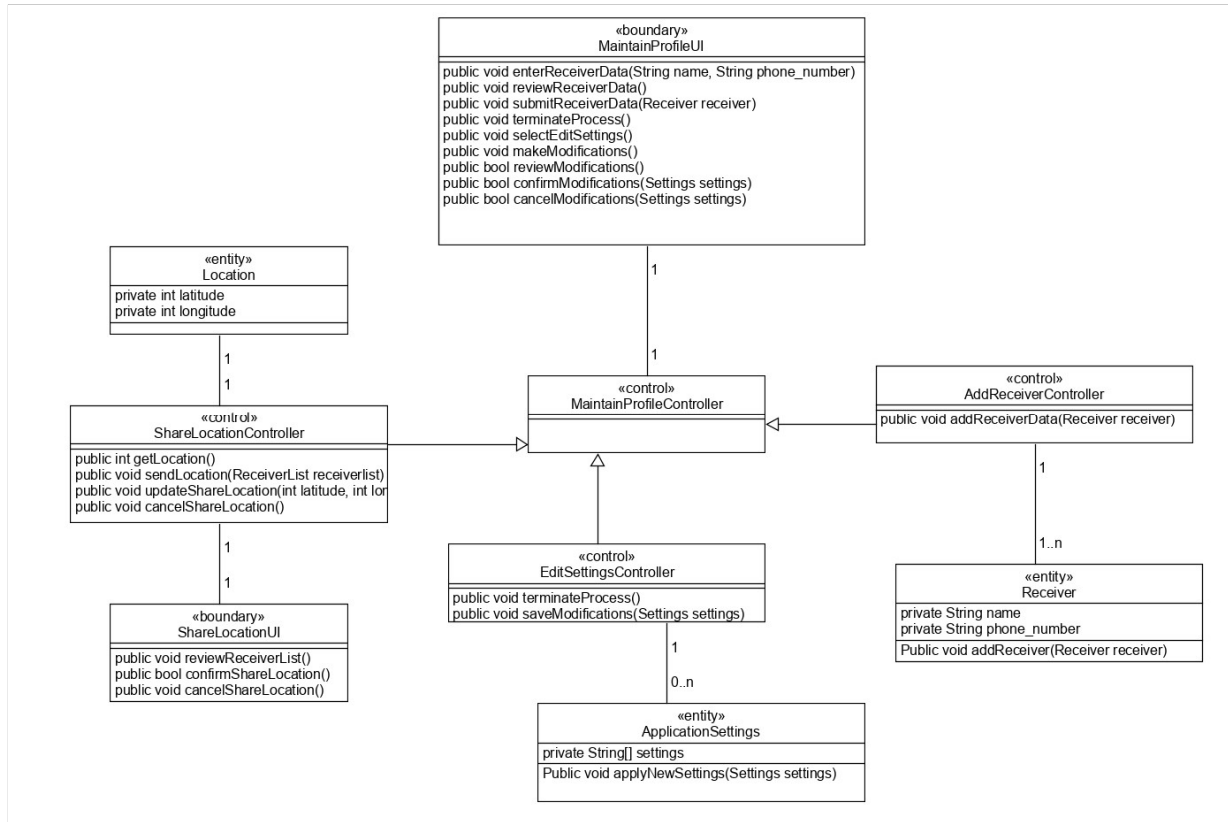 «boundary»
MaintainProfileUI
public void enterReceiverData(String name, String phone_number)
public void reviewReceiverData()
public void submitReceiverData(Receiver receiver)
public void terminateProcess()
public void selectEditSettings()
public void makeModifications()
public bool reviewModifications()
public bool confirmModifications(Settings settings)
public bool cancelModifications(Settings settings)
1
1
«entity»
Location
private int latitude
private int longitude
1
1
«control»
ShareLocationController
public int getLocation()
public void sendLocation(ReceiverList receiverlist)
public void updateShareLocation(int latitude, int lon
public void cancelShareLocation()
1
1
«boundary»
ShareLocationUI
public void reviewReceiverList()
public bool confirmShareLocation()
public void cancelShareLocation()
«control»
MaintainProfileController
«control»
EditSettingsController
public void terminateProcess()
public void saveModifications(Settings settings)
1
0..n
«entity»
ApplicationSettings
private String[] settings
Public void applyNewSettings(Settings settings)
«control»
AddReceiverController
public void addReceiverData(Receiver receiver)
1
1..n
«entity»
Receiver
private String name
private String phone_number
Public void addReceiver(Receiver receiver)